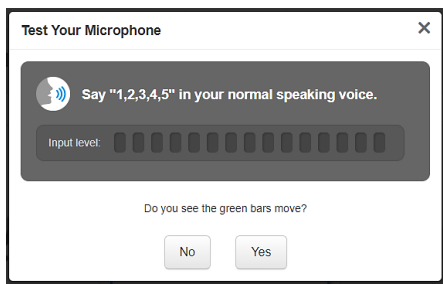 Test Your Microphone
Say "1,2,3,4,5" in your normal speaking voice.
Input level:
Do you see the green bars move?
No Yes